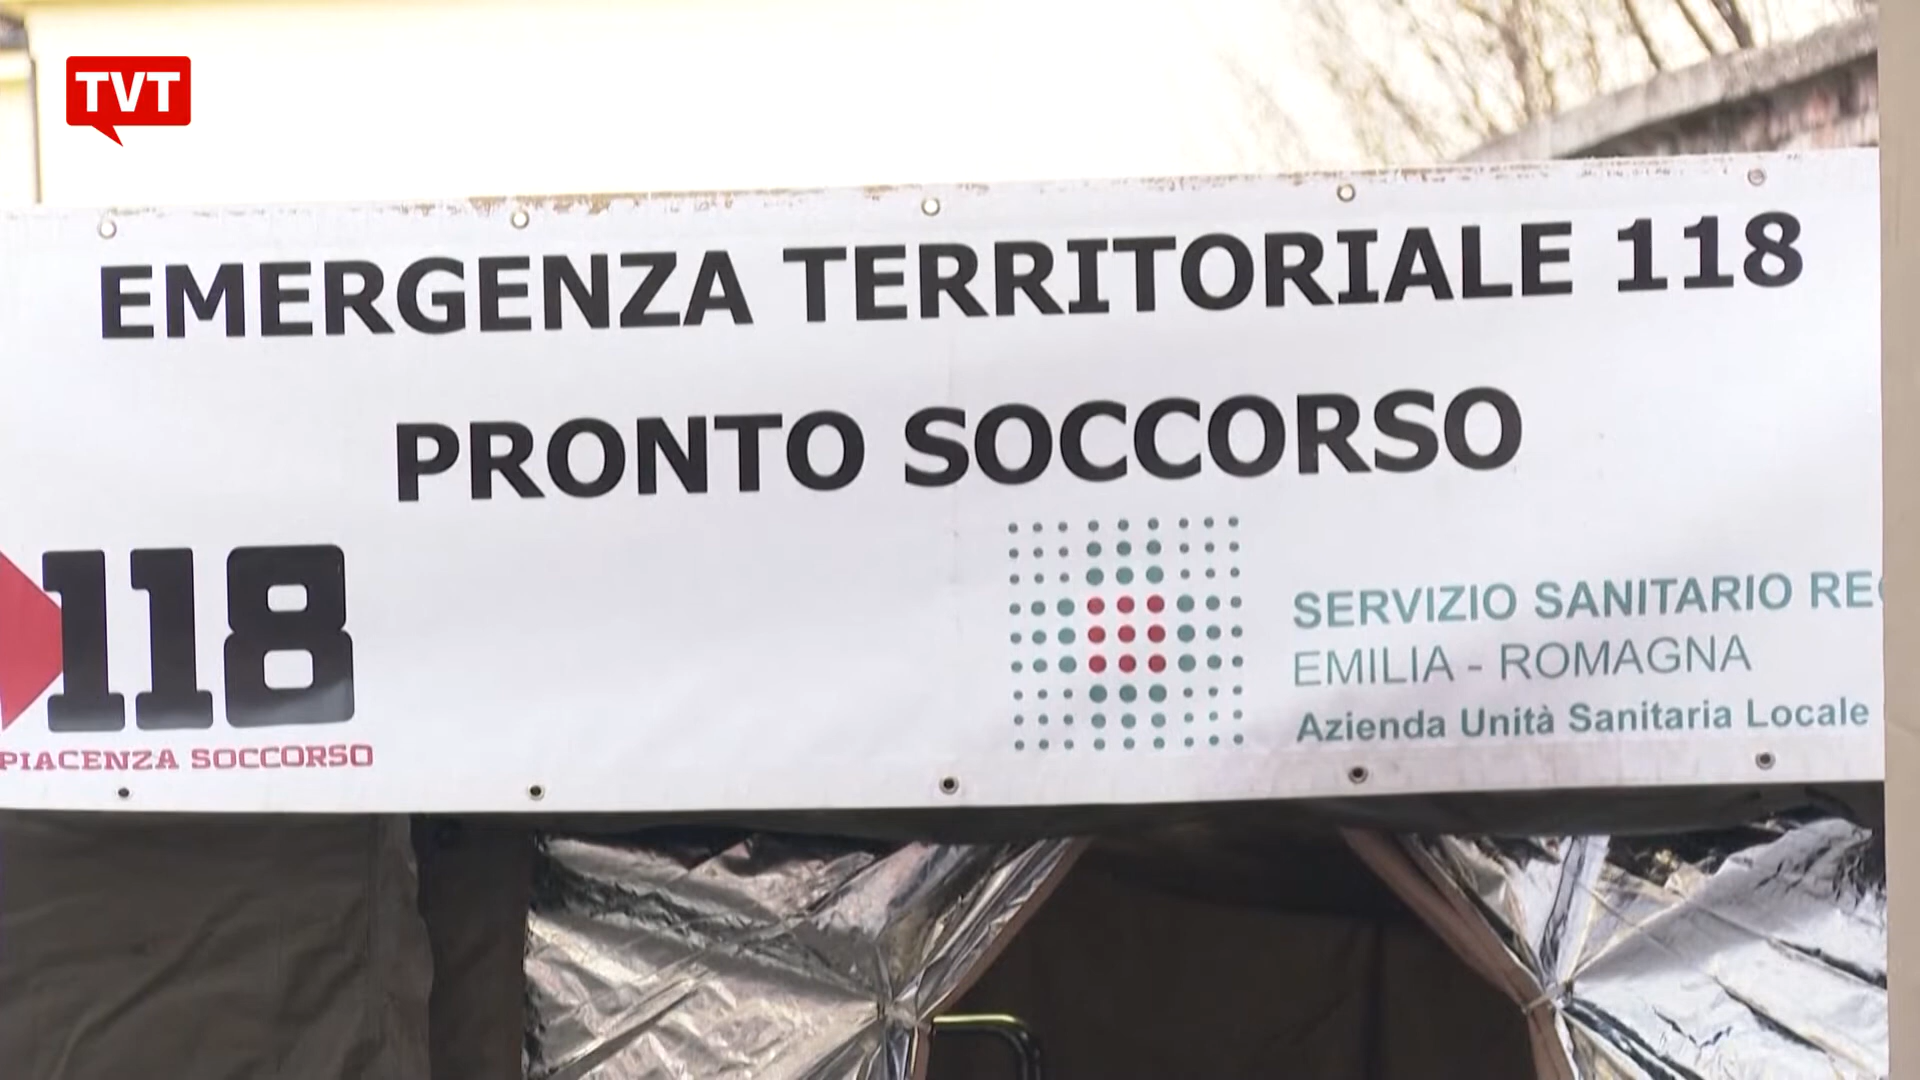 TVT
EMERGENZA TERRITORIALE 118
PRONTO SOCCORSO
118
PIACENZA SOCCORSO
SERVIZIO SANITARIO
EMILIA - ROMAGNA
Azienda Unità Sanitaria Locale